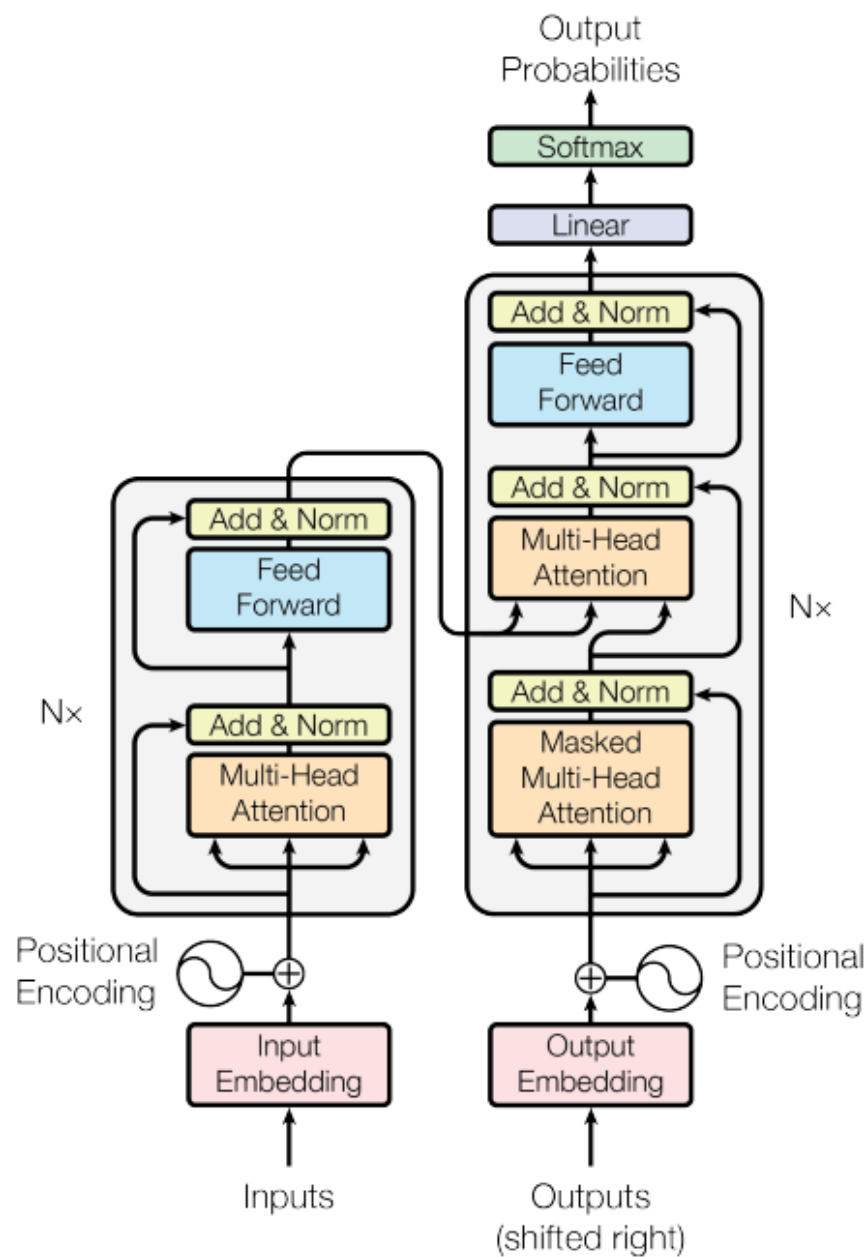 Output
Probabilities
Softmax
Linear
Add & Norm
Feed
Forward
Add & Norm
Multi-Head
Attention
Add & Norm
Masked
Multi-Head
Attention
N×
Add & Norm
Feed
Forward
Add & Norm
Multi-Head
Attention
N×
Positional
Encoding
Positional
Encoding
Input
Embedding
Output
Embedding
Inputs
Outputs
(shifted right)